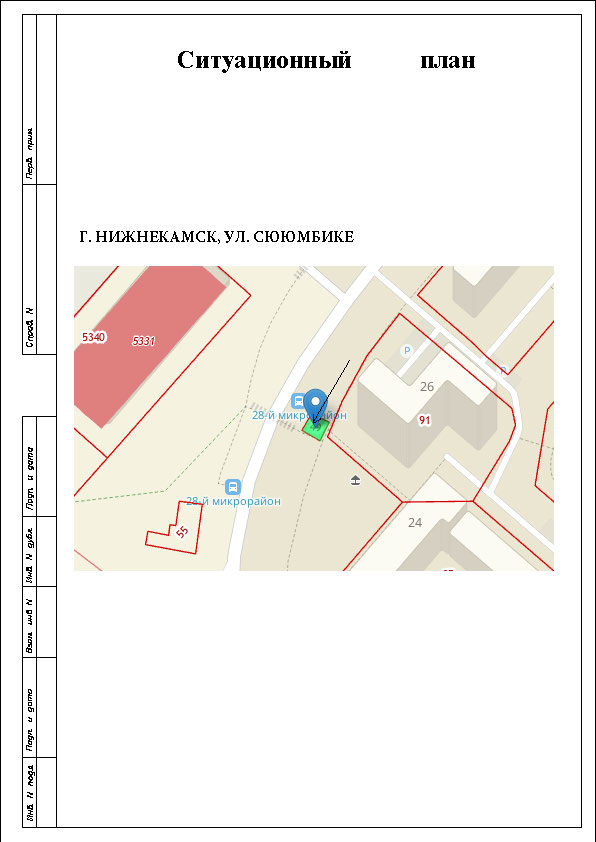 Ситуационный план
Перв. прим.
Справ. N
Г. НИЖНЕКАМСК, УЛ. СЮЮМБИКЕ
5340
5331
P
P
26
28-й микрорайон
91
28-й микрорайон
24
55
Подп. и дата
Инв. N дубл.
Взам. инв. N
Подп. и дата
Инв. N подл.